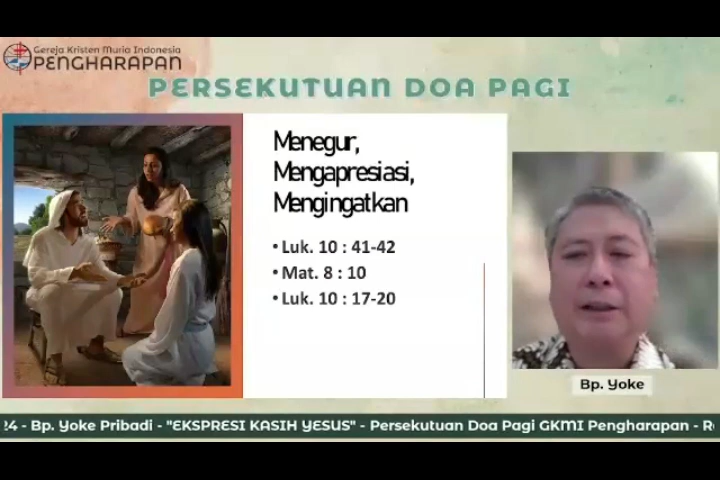 Gereja Kristen Muria Indonesia
PENGHARAPAN
PERSEKUTUAN DOA PAGI
Menegur,
Mengapresiasi,
Mengingatkan
• Luk. 10 : 41-42
• Mat. 8 : 10
• Luk. 10 : 17-20
Bp. Yoke
24 - Bp. Yoke Pribadi - "EKSPRESI KASIH YESUS" - Persekutuan Doa Pagi GKMI Pengharapan - R